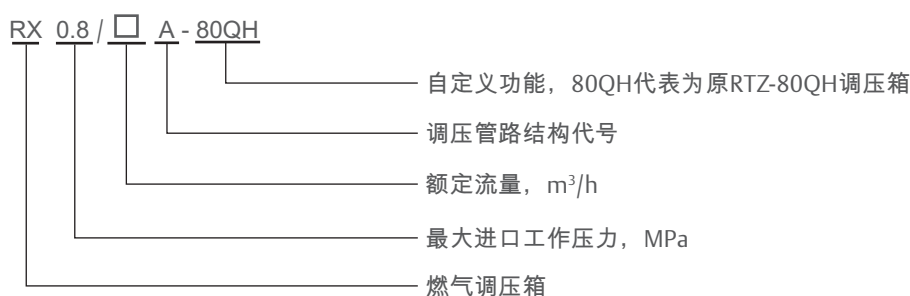 RX 0.8 / □ A - 80QH
自定义功能，80QH代表为原RTZ-80QH调压箱
调压管路结构代号
额定流量，m³/h
最大进口工作压力，MPa
燃气调压箱